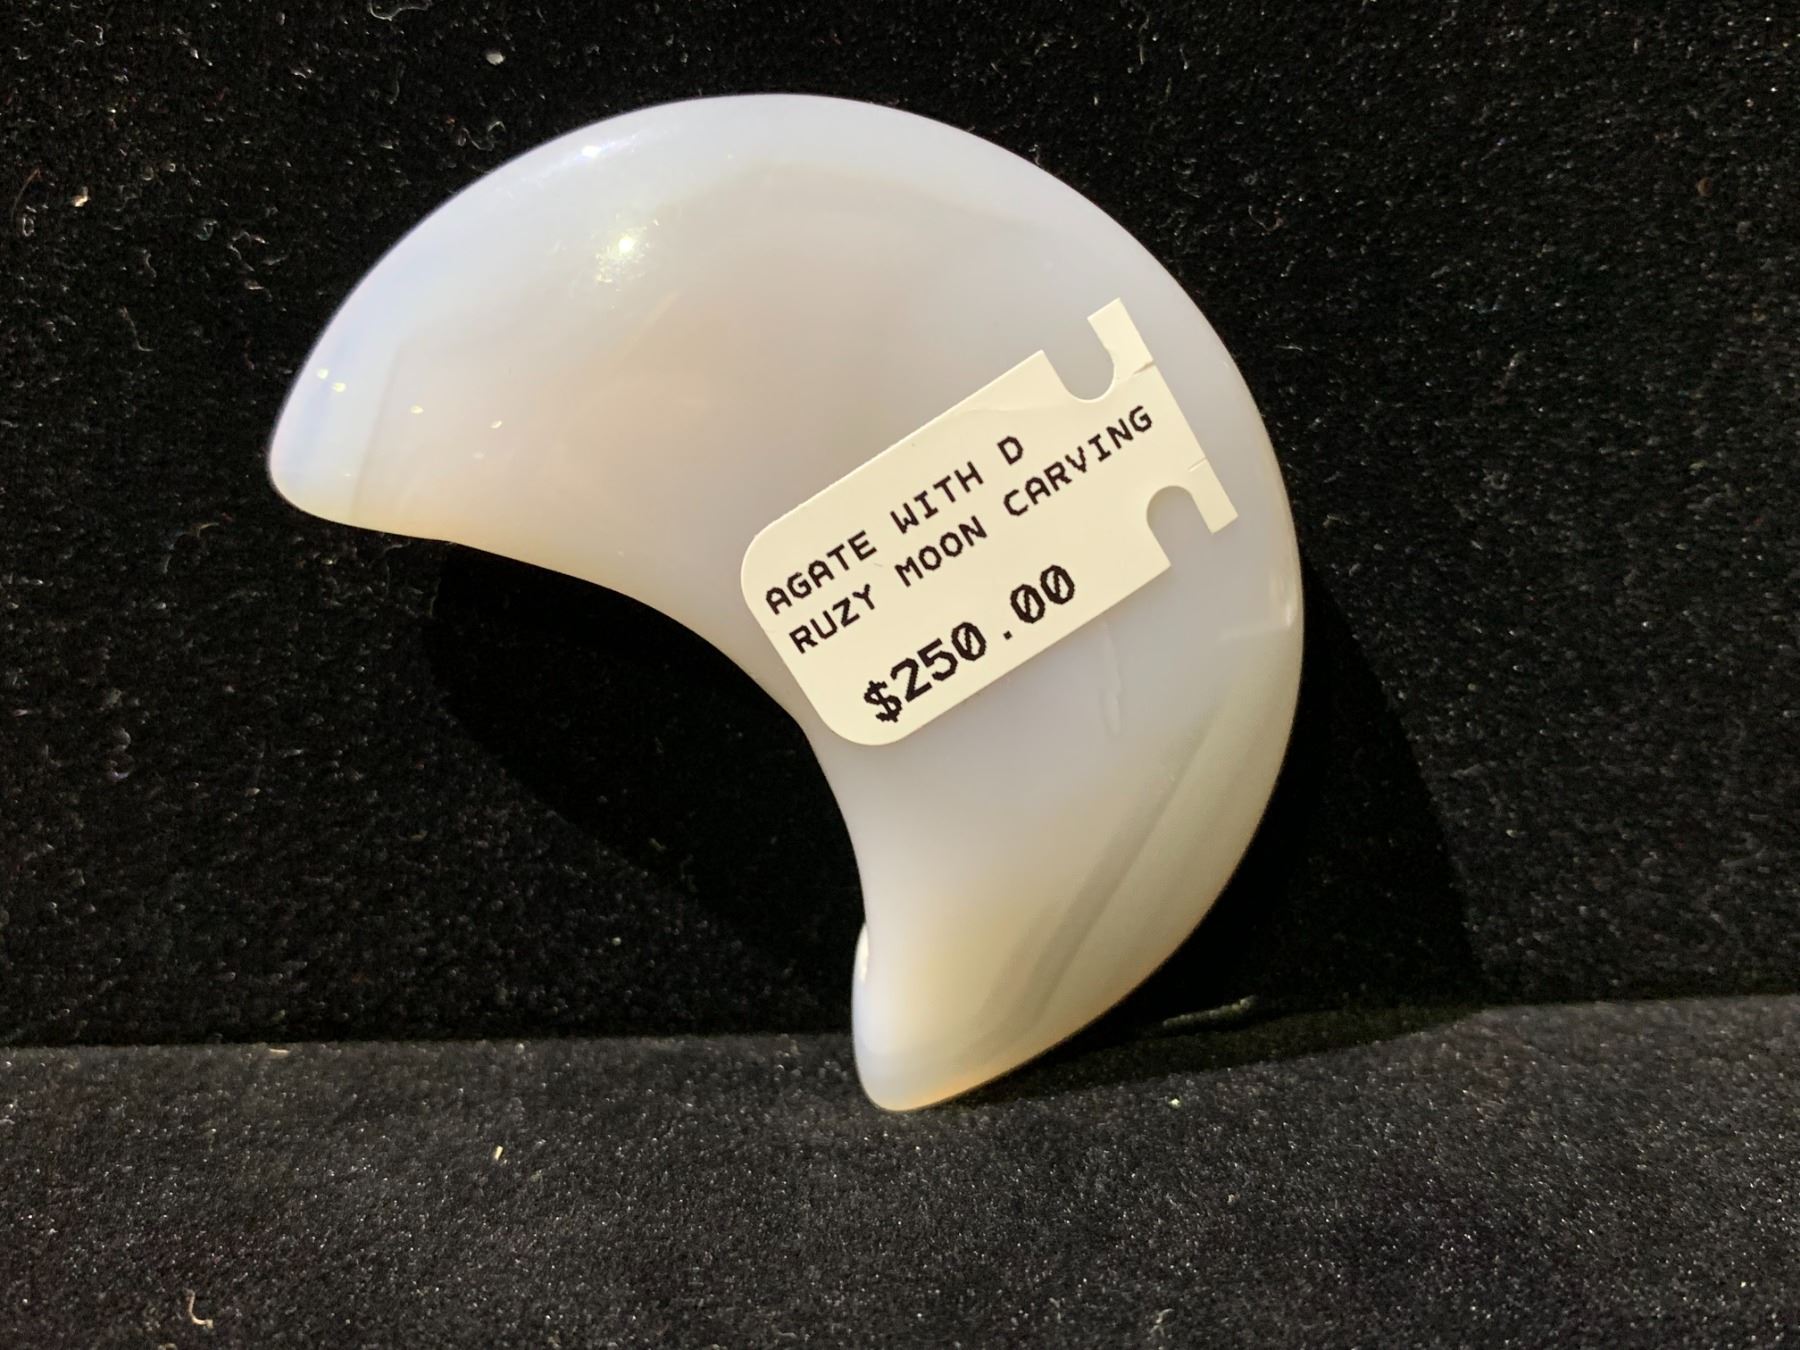 AGATE WITH D
RUZY MOON CARVING
$250.00